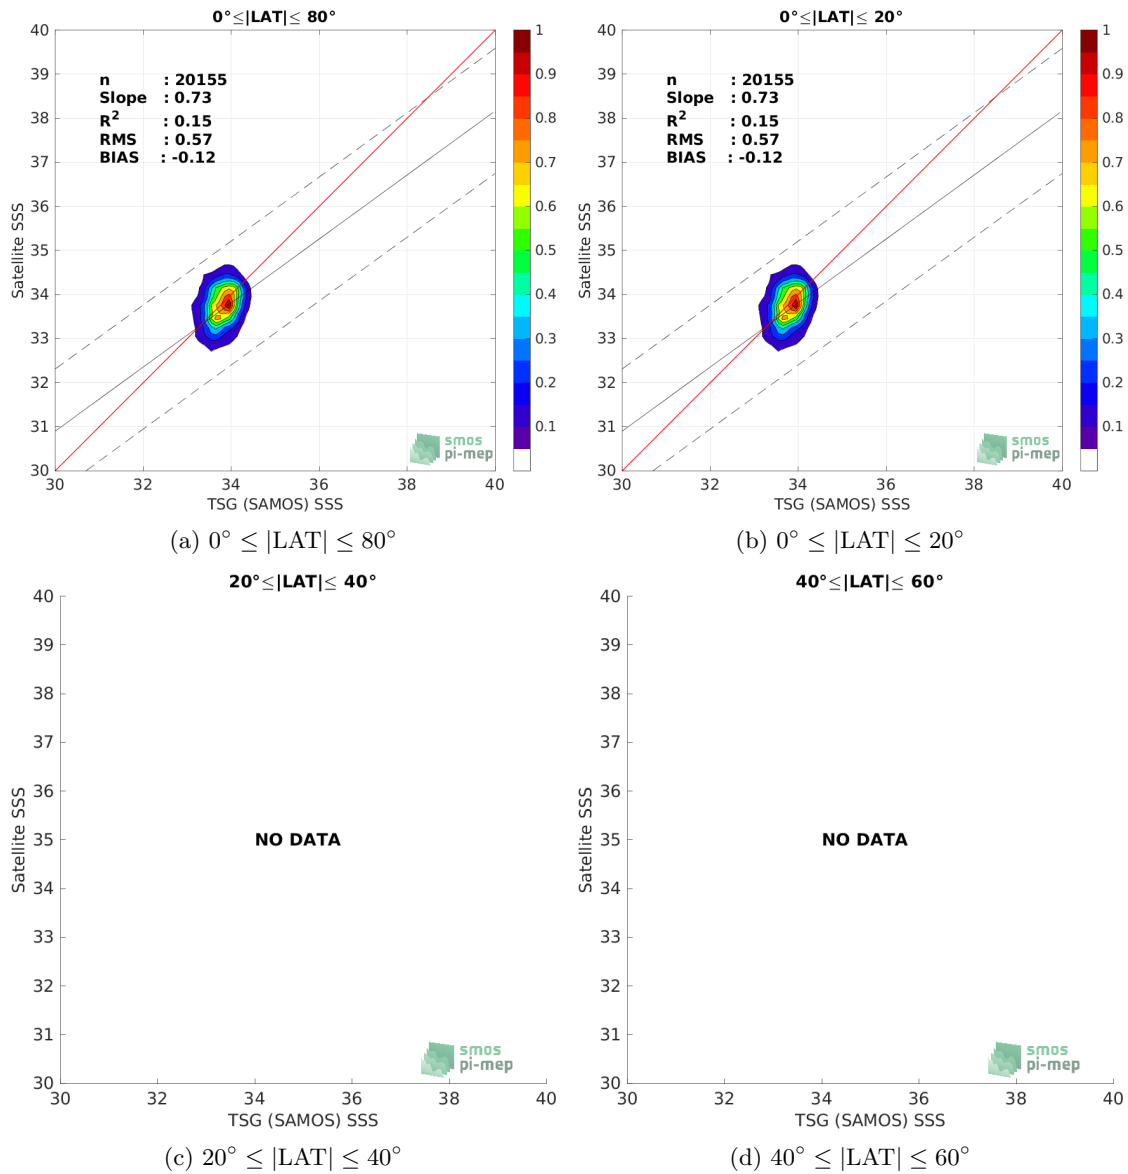 0°≤|LAT|≤ 80°
40
39
38
37
36
35
34
33
32
31
30
Satellite SSS
n : 20155
Slope : 0.73
R² : 0.15
RMS : 0.57
BIAS : -0.12
1
0.9
0.8
0.7
0.6
0.5
0.4
0.3
0.2
0.1
smos
pi-mep
30 32 34 36 38 40
TSG (SAMOS) SSS
(a) 0° ≤ |LAT| ≤ 80°
0°≤|LAT|≤ 20°
40
39
38
37
36
35
34
33
32
31
30
Satellite SSS
n : 20155
Slope : 0.73
R² : 0.15
RMS : 0.57
BIAS : -0.12
1
0.9
0.8
0.7
0.6
0.5
0.4
0.3
0.2
0.1
smos
pi-mep
30 32 34 36 38 40
TSG (SAMOS) SSS
(b) 0° ≤ |LAT| ≤ 20°
20°≤|LAT|≤ 40°
40
39
38
37
36
35
34
33
32
31
30
Satellite SSS
NO DATA
smos
pi-mep
30 32 34 36 38 40
TSG (SAMOS) SSS
(c) 20° ≤ |LAT| ≤ 40°
40°≤|LAT|≤ 60°
40
39
38
37
36
35
34
33
32
31
30
Satellite SSS
NO DATA
smos
pi-mep
30 32 34 36 38 40
TSG (SAMOS) SSS
(d) 40° ≤ |LAT| ≤ 60°